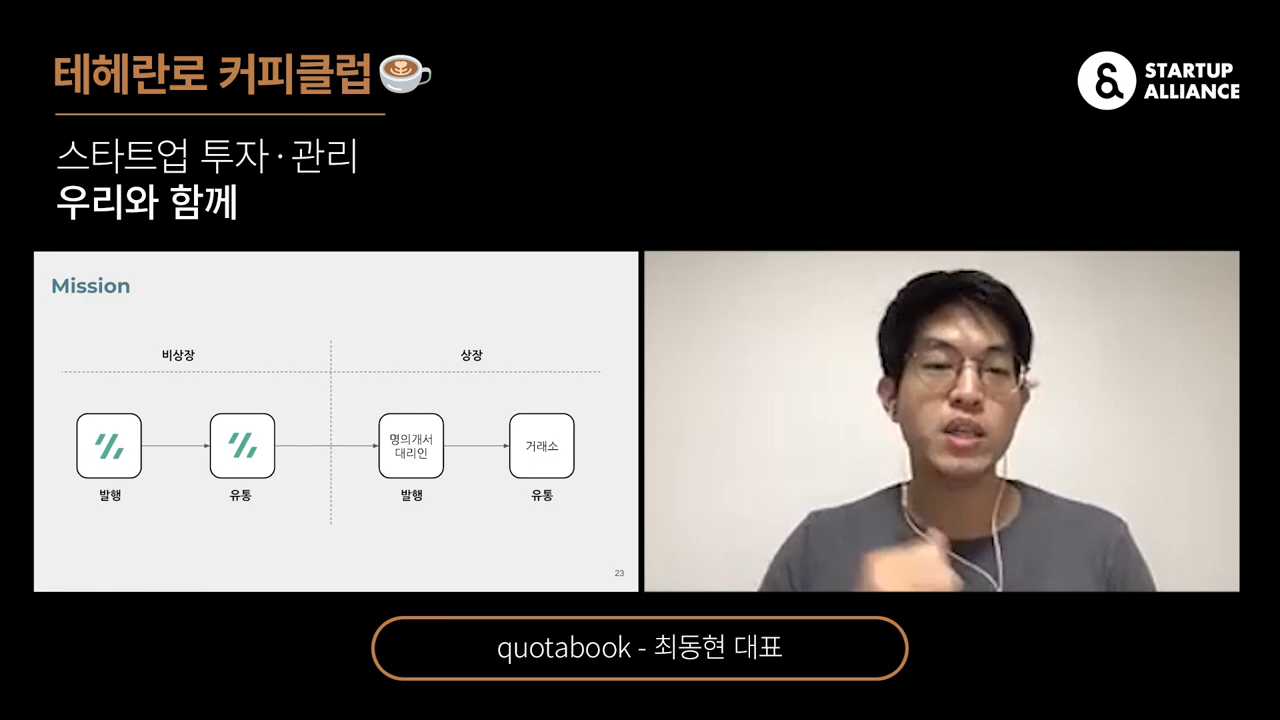 테헤란로 커피클럽
STARTUP
ALLIANCE
스타트업 투자·관리
우리와 함께
Mission
비상장
상장
명의개서
대리인
거래소
발행
유통
발행
유통
23
quotabook - 최동현 대표